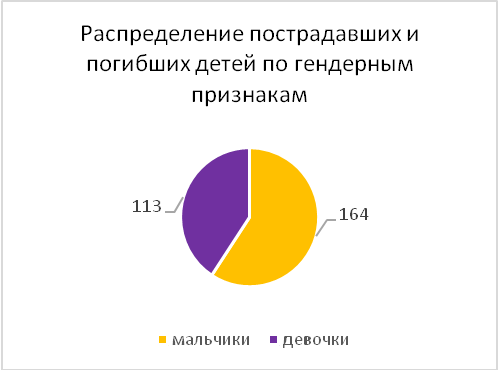 Распределение пострадавших и
погибших детей по гендерным
признакам
113
164
мальчики девочки